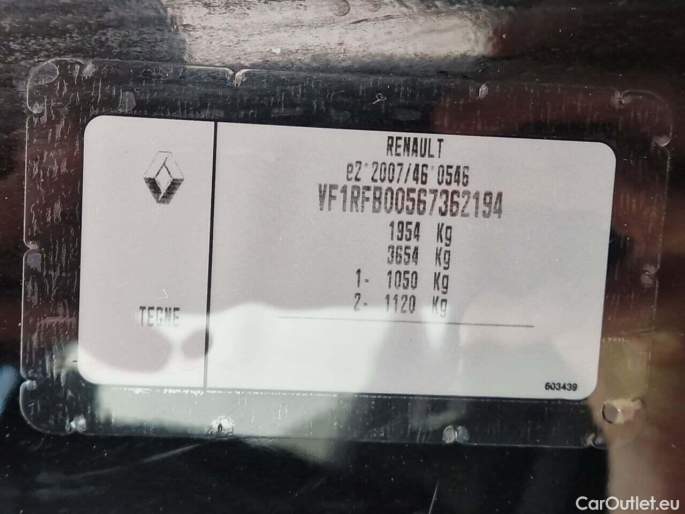 RENAULT
e2*2007/46*0546
VF1RFB00567362194
1954 Kg
3654 Kg
1- 1050 Kg
2- 1120 Kg
TEGNE
603439
CarOutlet.eu